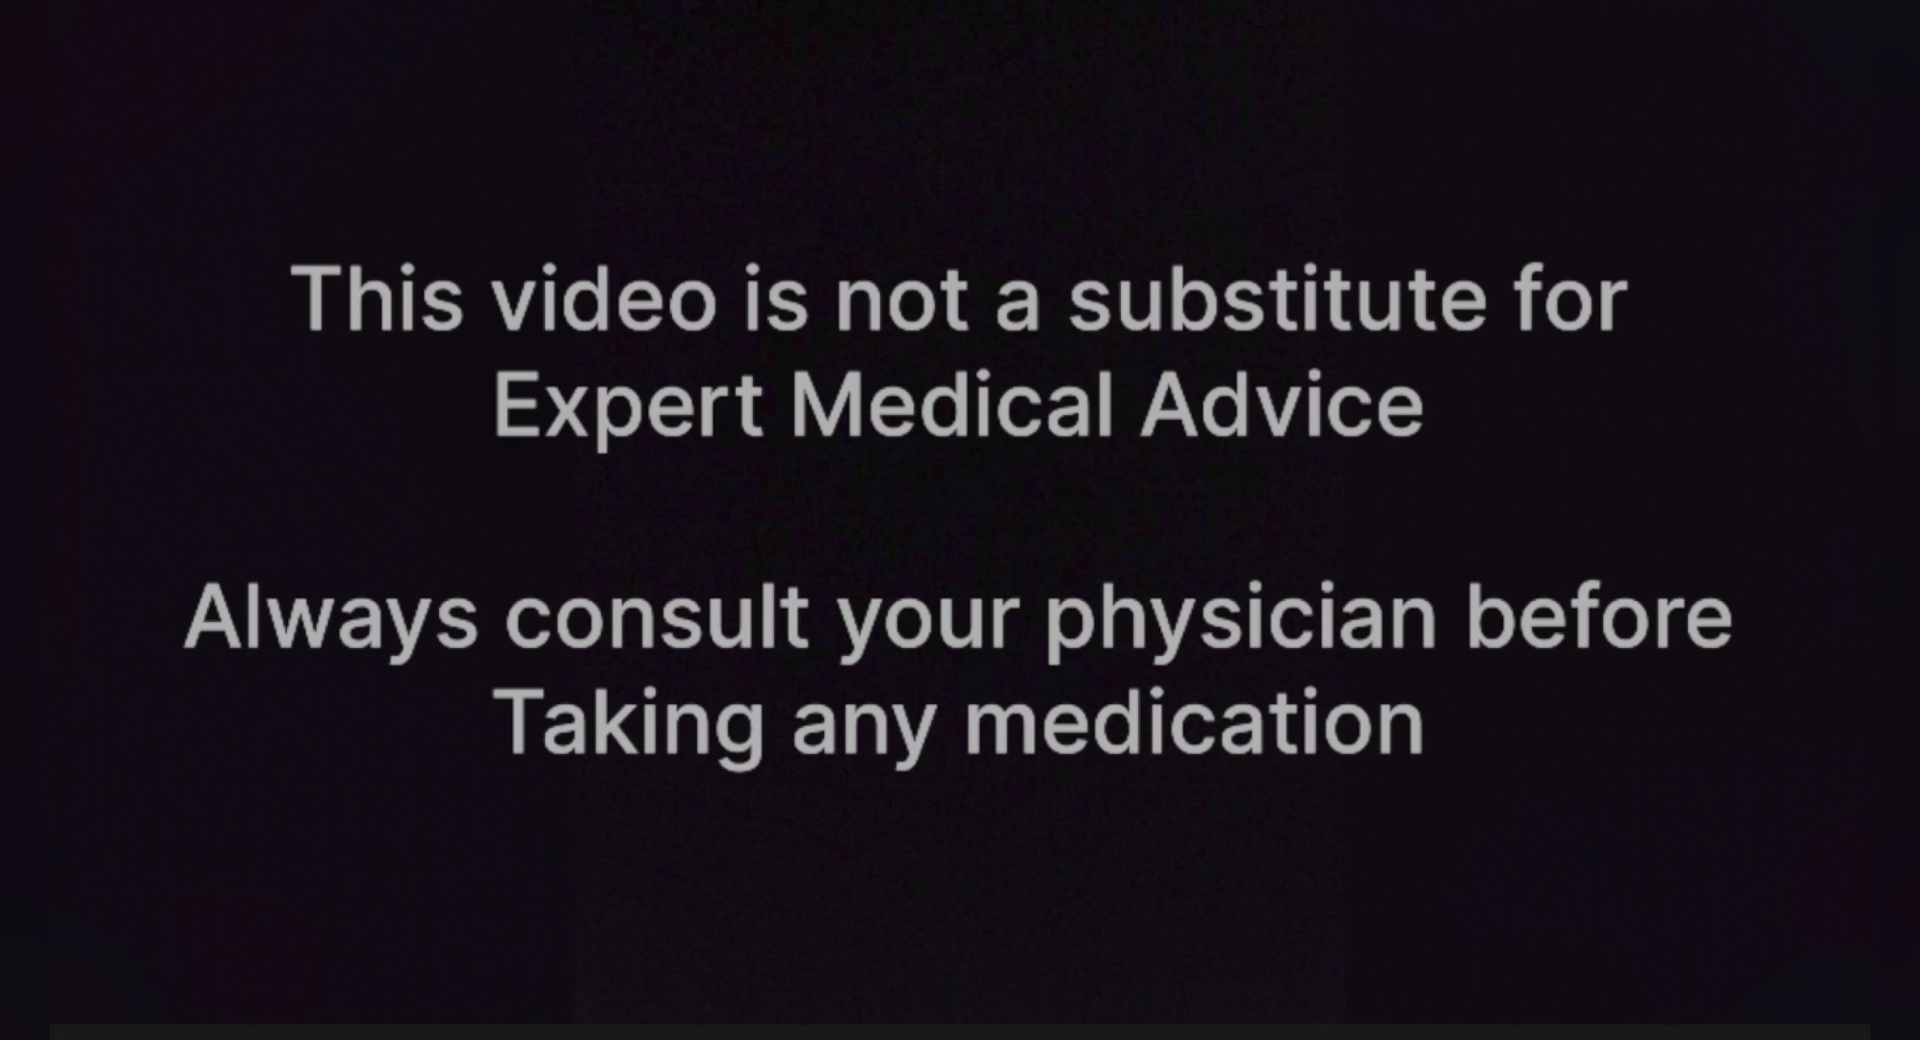 This video is not a substitute for
Expert Medical Advice
Always consult your physician before
Taking any medication